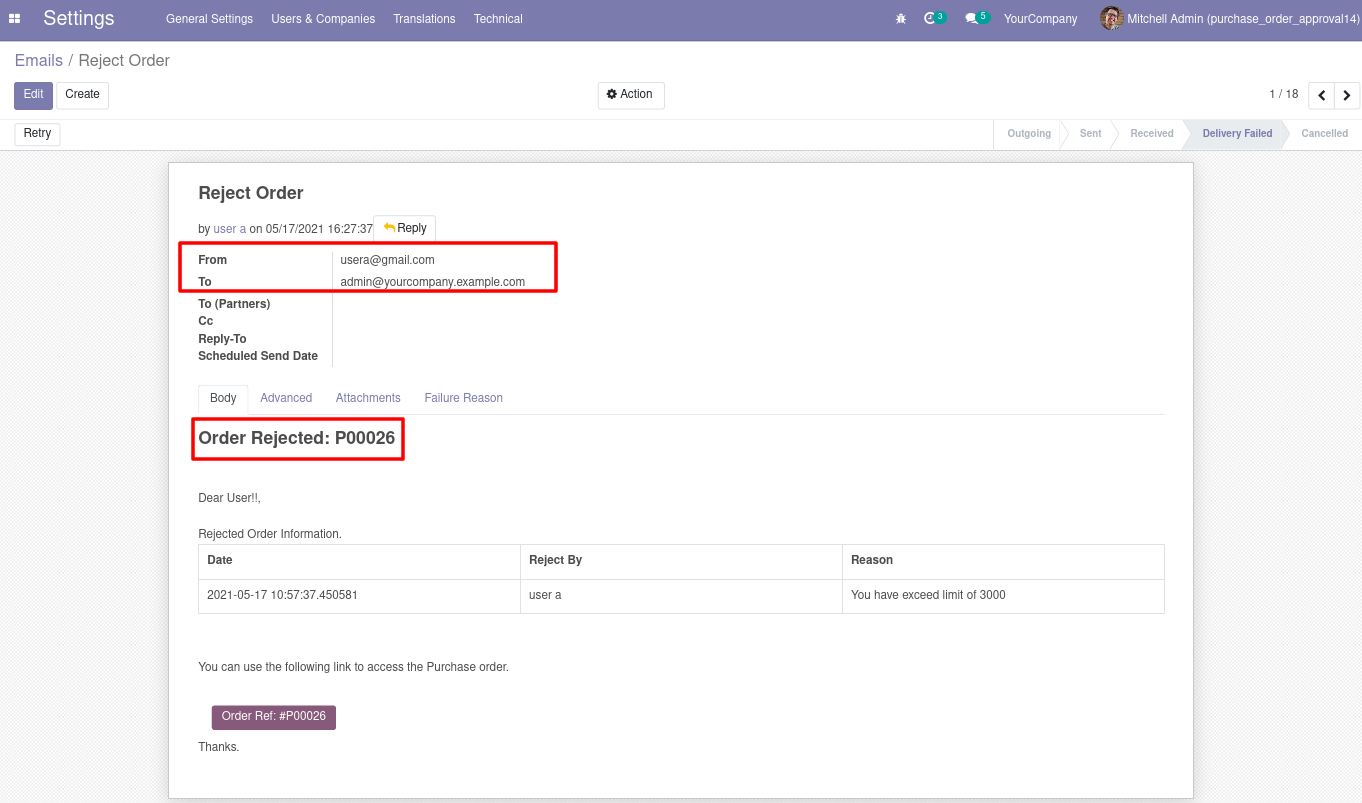 Settings General Settings Users & Companies Translations Technical 3 5 YourCompany Mitchell Admin (purchase_order_approval14)
Emails / Reject Order
Edit Create Action 1 / 18
Retry Outgoing Sent Received Delivery Failed Cancelled
Reject Order
by user a on 05/17/2021 16:27:37 Reply
From usera@gmail.com
To admin@yourcompany.example.com
To (Partners)
Cc
Reply-To
Scheduled Send Date
Body Advanced Attachments Failure Reason
Order Rejected: P00026
Dear User!!,
Rejected Order Information.
Date Reject By Reason
2021-05-17 10:57:37.450581 user a You have exceed limit of 3000
You can use the following link to access the Purchase order.
Order Ref: #P00026
Thanks.